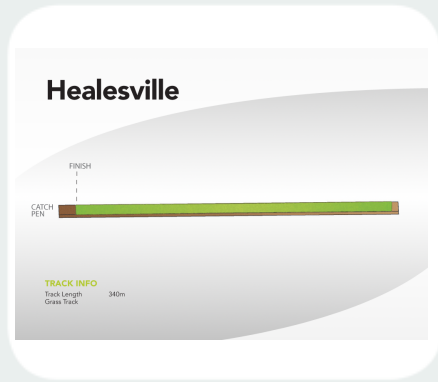 Healesville
FINISH
CATCH
PEN
TRACK INFO
Track Length 340m
Grass Track